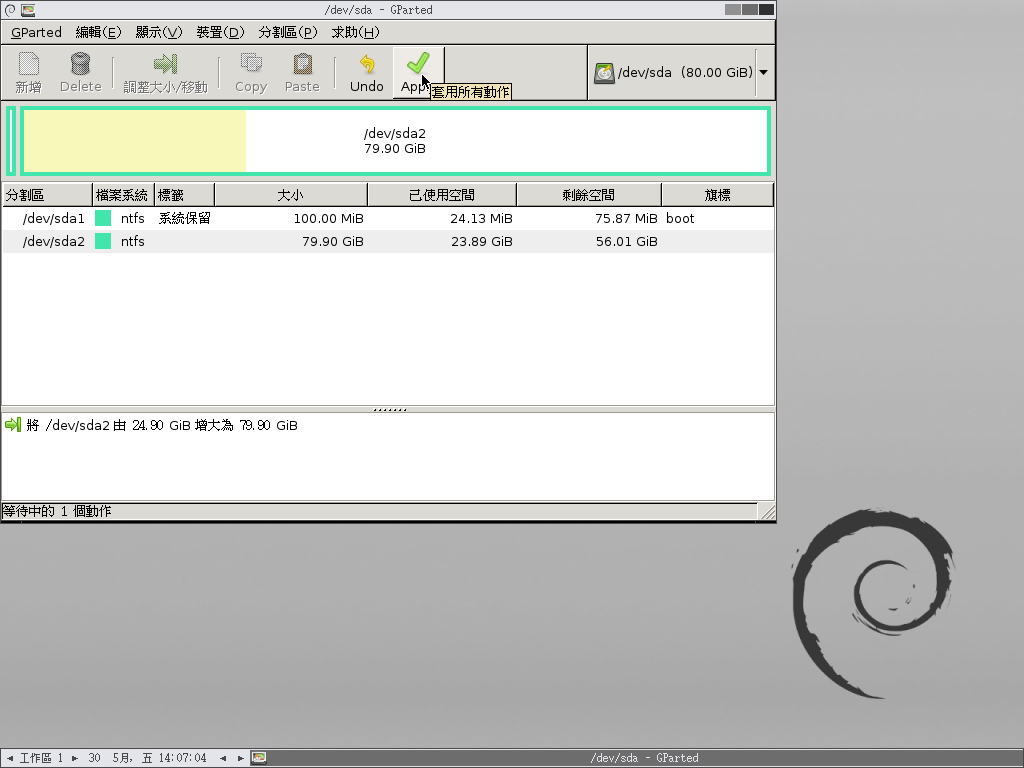 /dev/sda - GParted
GParted 編輯(E) 顯示(V) 裝置(D) 分割區(P) 求助(H)
新增 Delete 調整大小/移動 Copy Paste Undo App
套用所有動作
/dev/sda (80.00 GiB)
/dev/sda2
79.90 GiB
分割區 檔案系統 標籤 大小 已使用空間 剩餘空間 旗標
/dev/sda1 ntfs 系統保留 100.00 MiB 24.13 MiB 75.87 MiB boot
/dev/sda2 ntfs 79.90 GiB 23.89 GiB 56.01 GiB
將 /dev/sda2 由 24.90 GiB 增大為 79.90 GiB
等待中的 1 個動作
工作區 1 30 5月, 五 14:07:04 /dev/sda - GParted